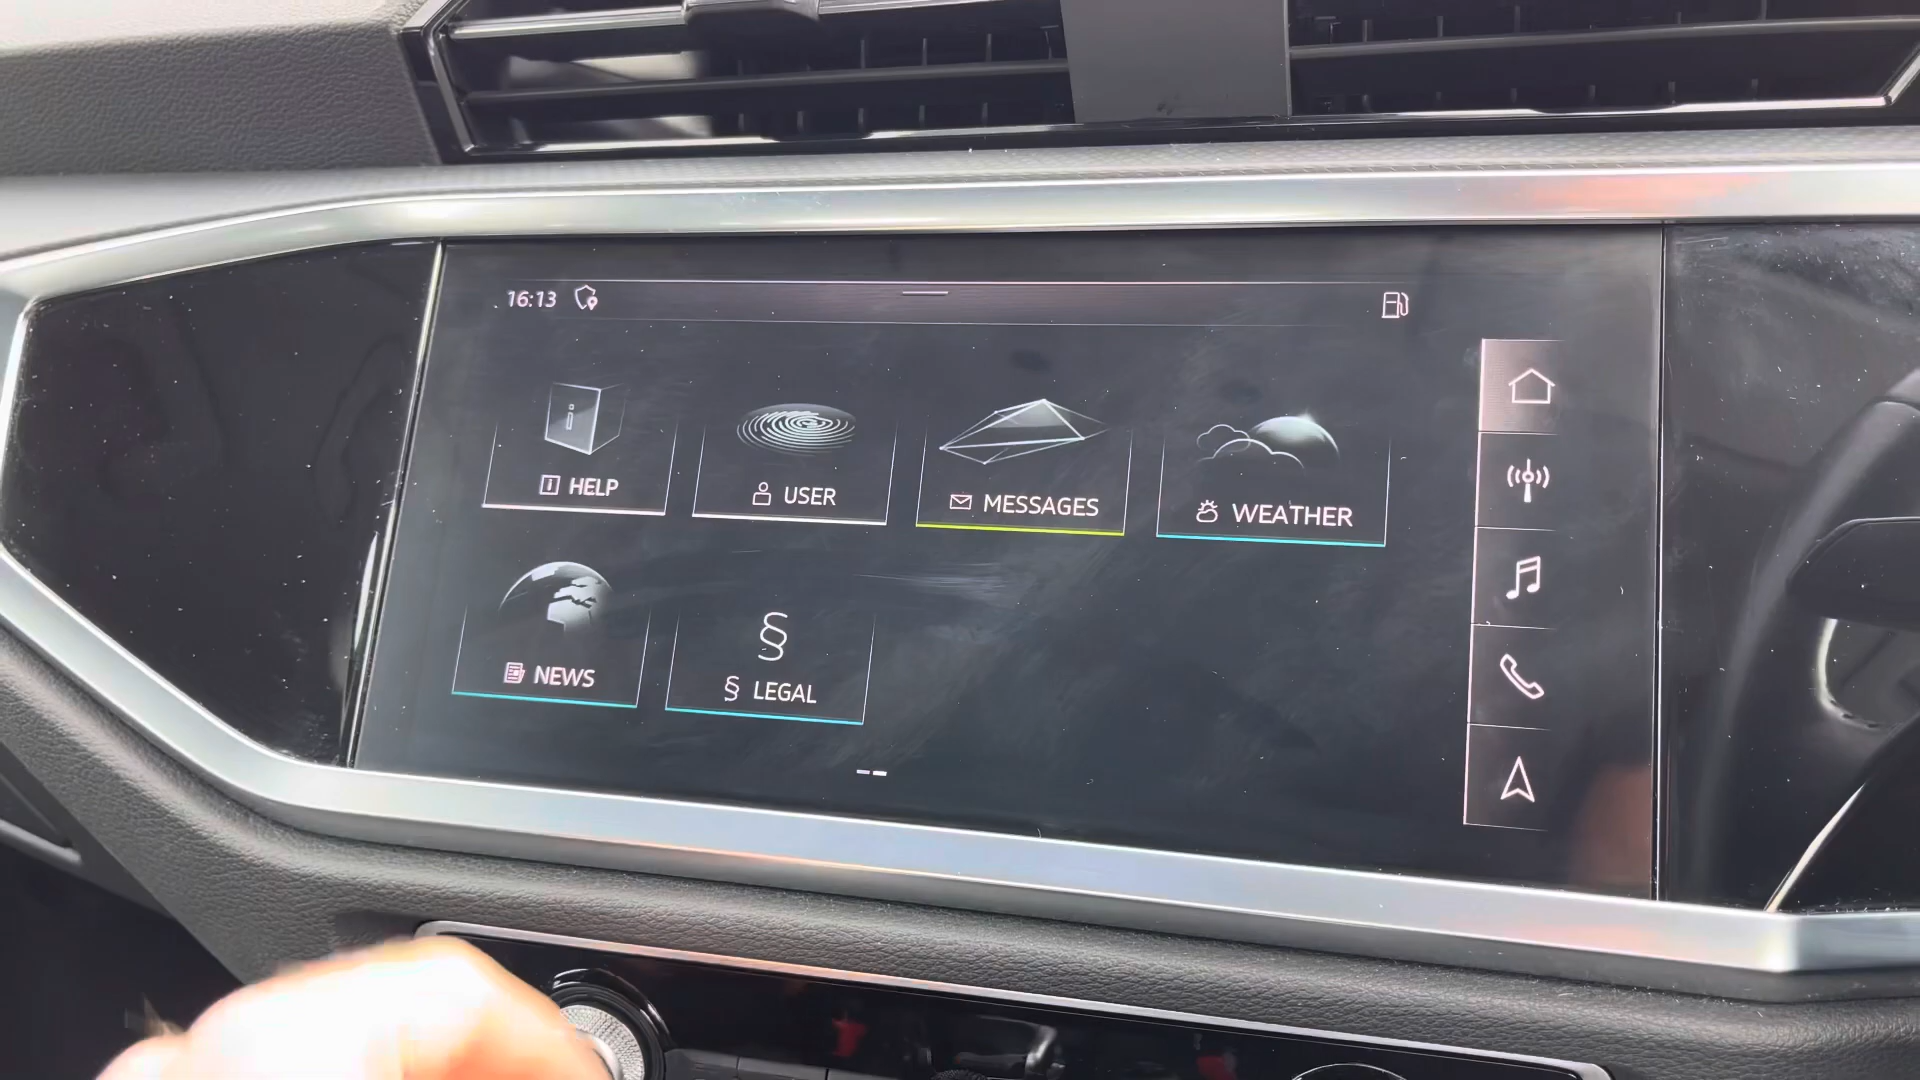 16:13
HELP
USER
MESSAGES
WEATHER
NEWS
§
§ LEGAL